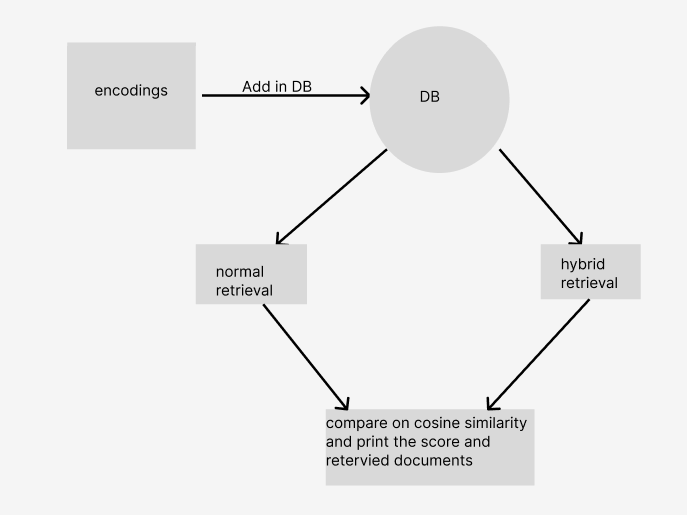 encodings
Add in DB
DB
normal
retrieval
hybrid
retrieval
compare on cosine similarity
and print the score and
retervied documents